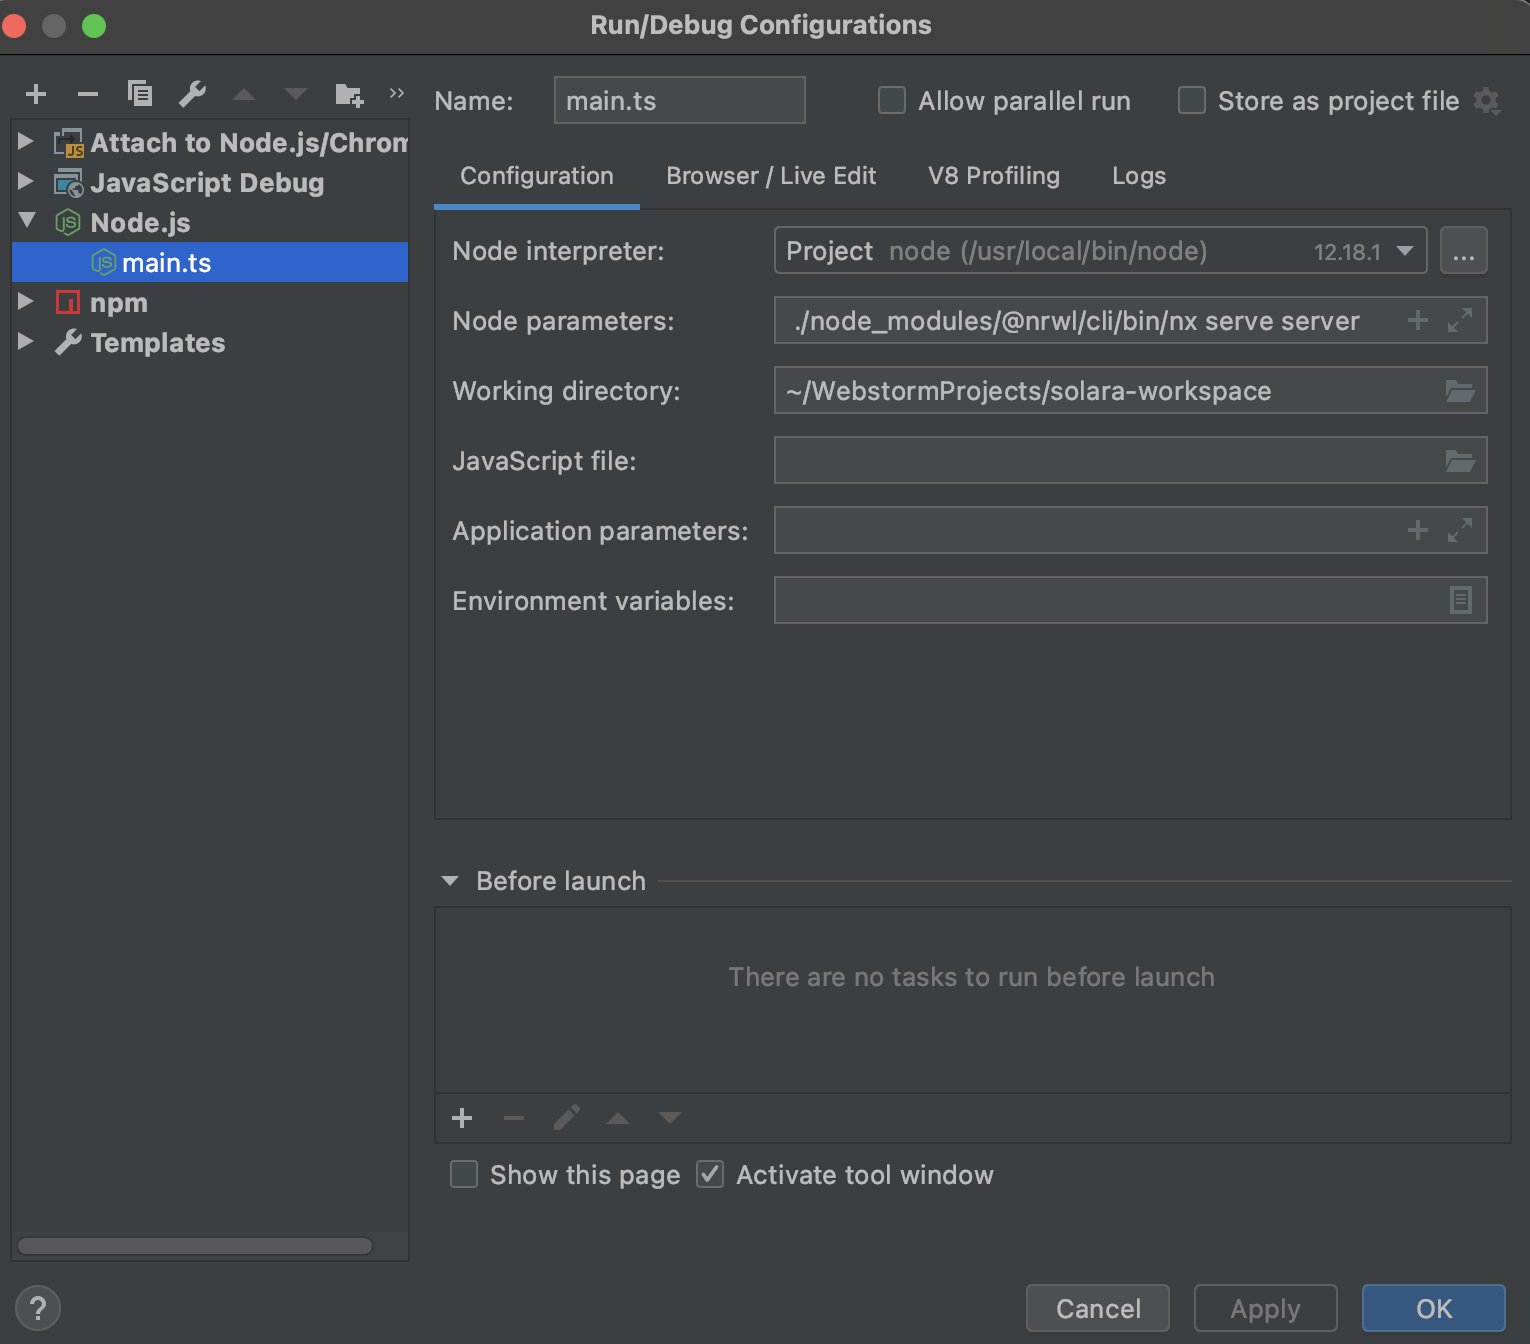 Run/Debug Configurations
Name: main.ts Allow parallel run Store as project file
Attach to Node.js/Chrom
JavaScript Debug
Node.js
main.ts
npm
Templates
Configuration Browser / Live Edit V8 Profiling Logs
Node interpreter: Project node (/usr/local/bin/node) 12.18.1 ...
Node parameters: ./node_modules/@nrwl/cli/bin/nx serve server
Working directory: ~/WebstormProjects/solara-workspace
JavaScript file:
Application parameters:
Environment variables:
Before launch
There are no tasks to run before launch
Show this page Activate tool window
? Cancel Apply OK